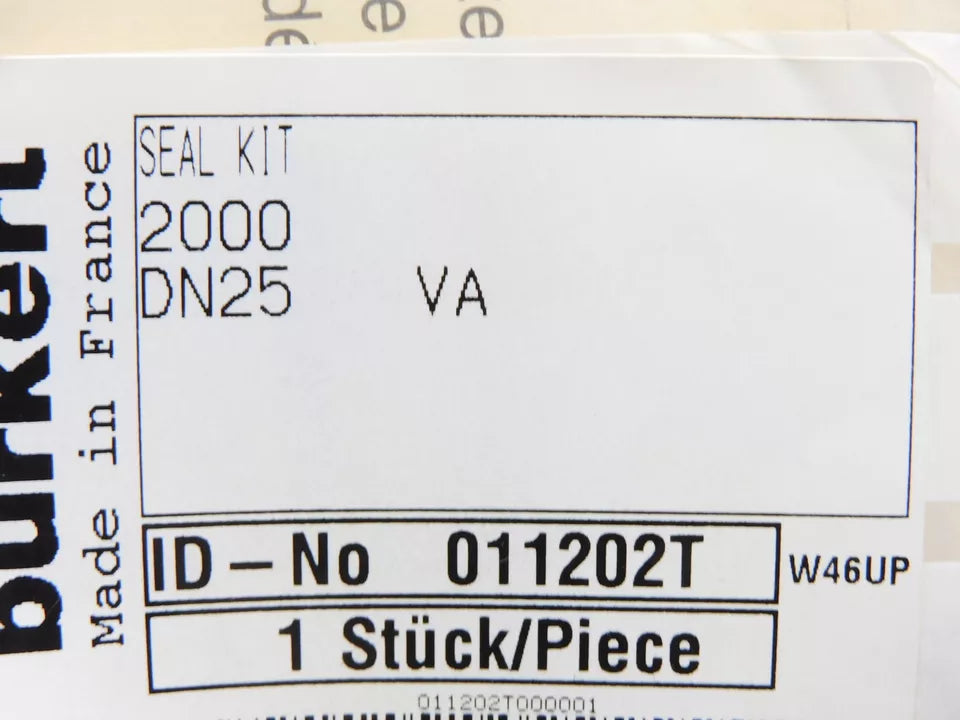 SEAL KIT
2000
DN25 VA
burkert
Made in France
ID-No 011202T
W46UP
1 Stück/Piece
011202T000001